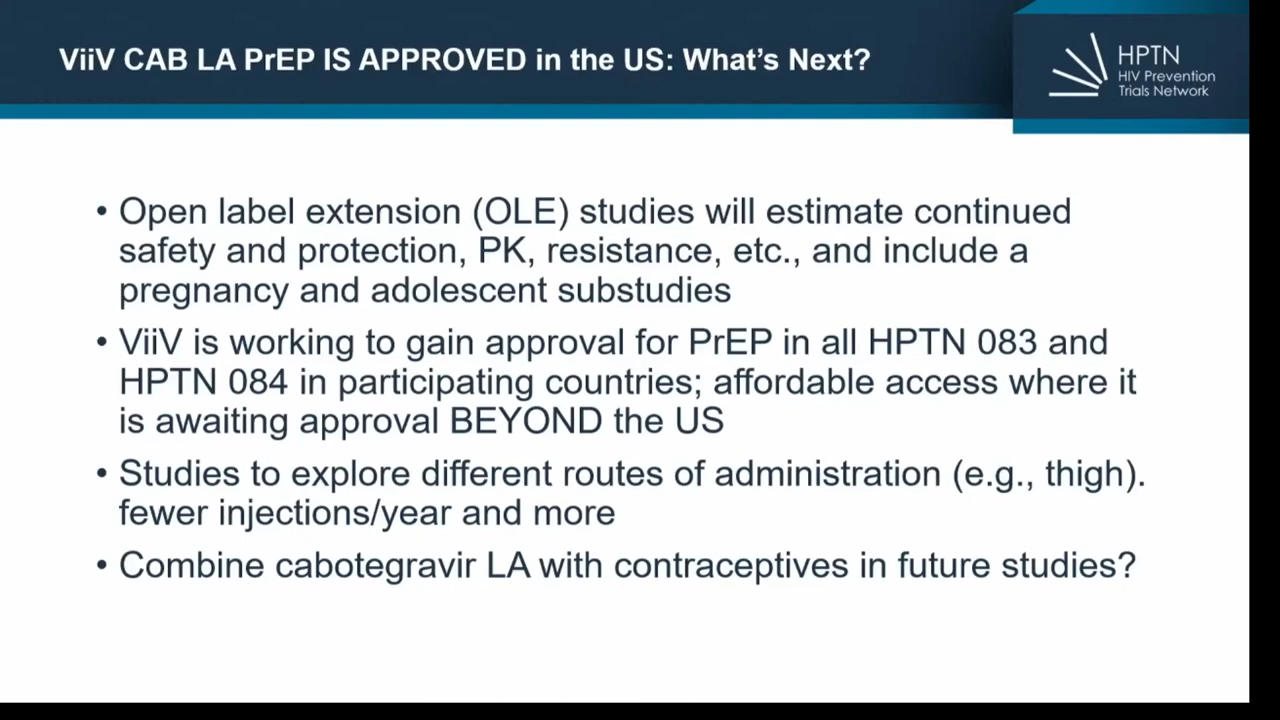 ViiV CAB LA PrEP IS APPROVED in the US: What's Next?
HPTN
HIV Prevention
Trials Network
• Open label extension (OLE) studies will estimate continued
safety and protection, PK, resistance, etc., and include a
pregnancy and adolescent substudies
• ViiV is working to gain approval for PrEP in all HPTN 083 and
HPTN 084 in participating countries; affordable access where it
is awaiting approval BEYOND the US
• Studies to explore different routes of administration (e.g., thigh).
fewer injections/year and more
• Combine cabotegravir LA with contraceptives in future studies?